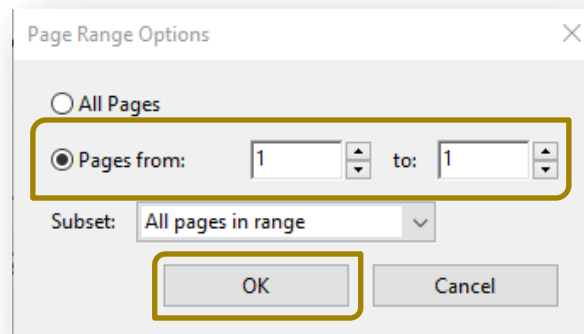 Page Range Options
All Pages
Pages from: 1 to: 1
Subset: All pages in range
OK Cancel